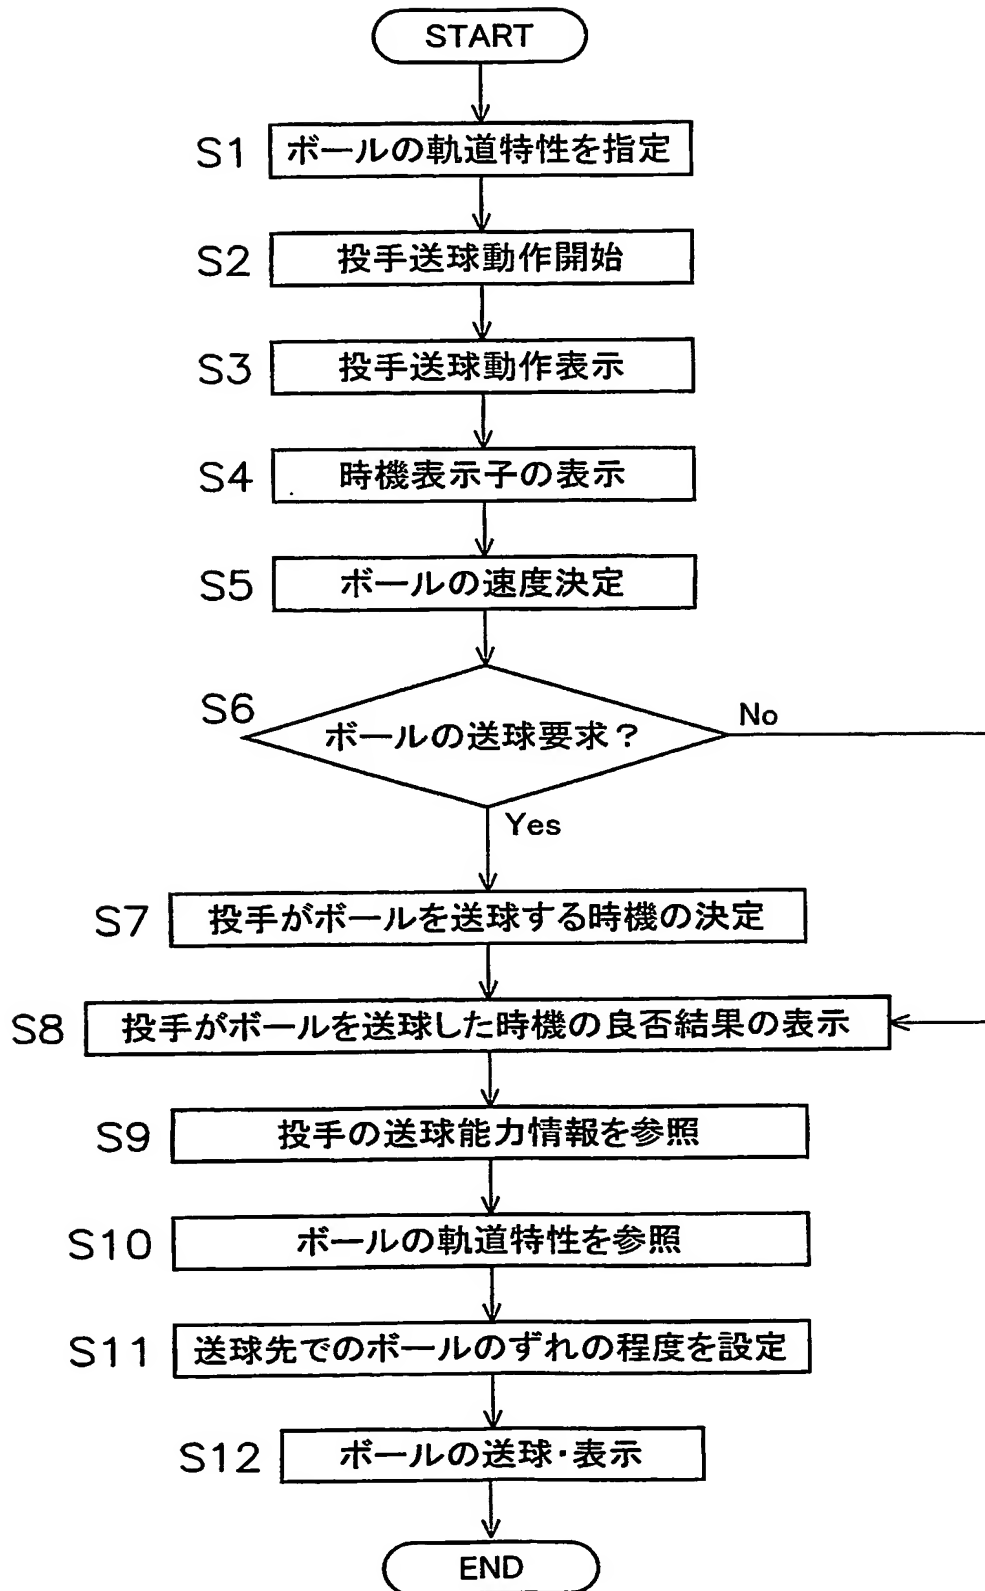 START
S1 ボールの軌道特性を指定
S2 投手送球動作開始
S3 投手送球動作表示
S4 時機表示子の表示
S5 ボールの速度決定
S6 ボールの送球要求?
No
Yes
S7 投手がボールを送球する時機の決定
S8 投手がボールを送球した時機の良否結果の表示
S9 投手の送球能力情報を参照
S10 ボールの軌道特性を参照
S11 送球先でのボールのずれの程度を設定
S12 ボールの送球・表示
END